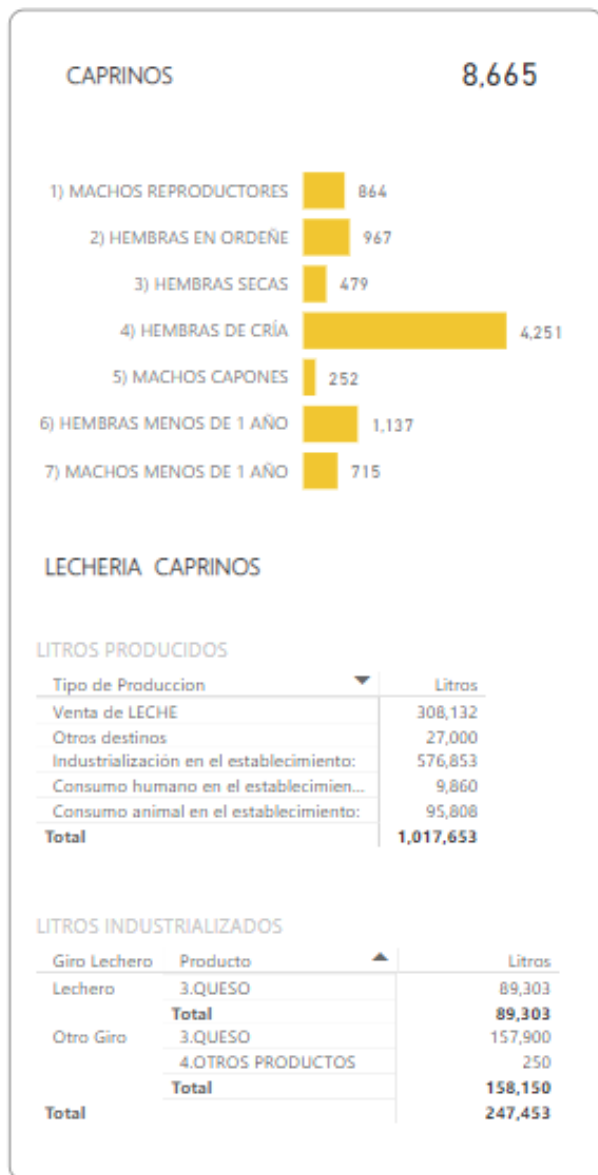 CAPRINOS 8,665
1) MACHOS REPRODUCTORES 864
2) HEMBRAS EN ORDEÑE 967
3) HEMBRAS SECAS 479
4) HEMBRAS DE CRÍA 4,251
5) MACHOS CAPONES 252
6) HEMBRAS MENOS DE 1 AÑO 1,137
7) MACHOS MENOS DE 1 AÑO 715
LECHERIA CAPRINOS
LITROS PRODUCIDOS
Tipo de Produccion Litros
Venta de LECHE 308,132
Otros destinos 27,000
Industrialización en el establecimiento: 576,853
Consumo humano en el establecimien... 9,860
Consumo animal en el establecimiento: 95,808
Total 1,017,653
LITROS INDUSTRIALIZADOS
Giro Lechero Producto Litros
Lechero 3.QUESO 89,303
Total 89,303
Otro Giro 3.QUESO 157,900
4.OTROS PRODUCTOS 250
Total 158,150
Total 247,453